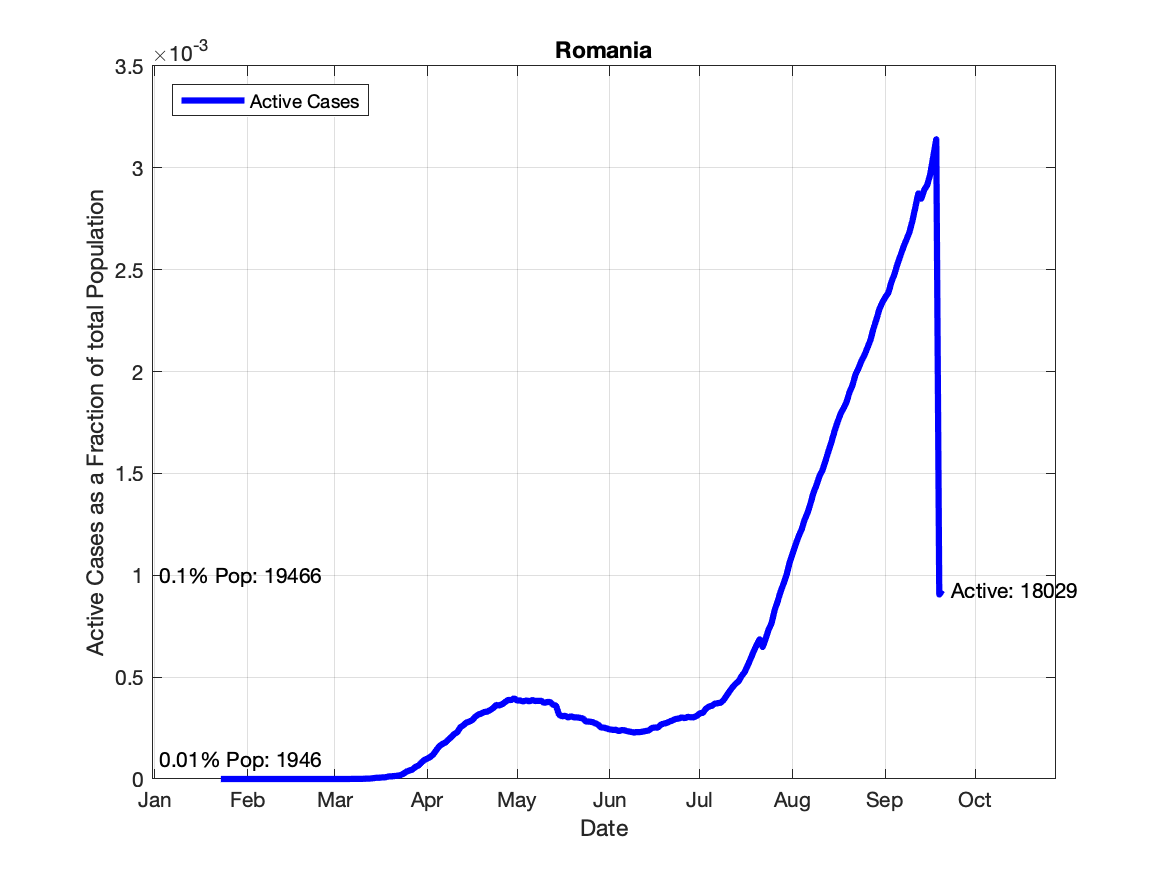 Romania
×10-3
Active Cases
3.5
3
2.5
2
1.5
1
0.5
0
Active Cases as a Fraction of total Population
0.1% Pop: 19466
Active: 18029
0.01% Pop: 1946
Jan Feb Mar Apr May Jun Jul Aug Sep Oct
Date